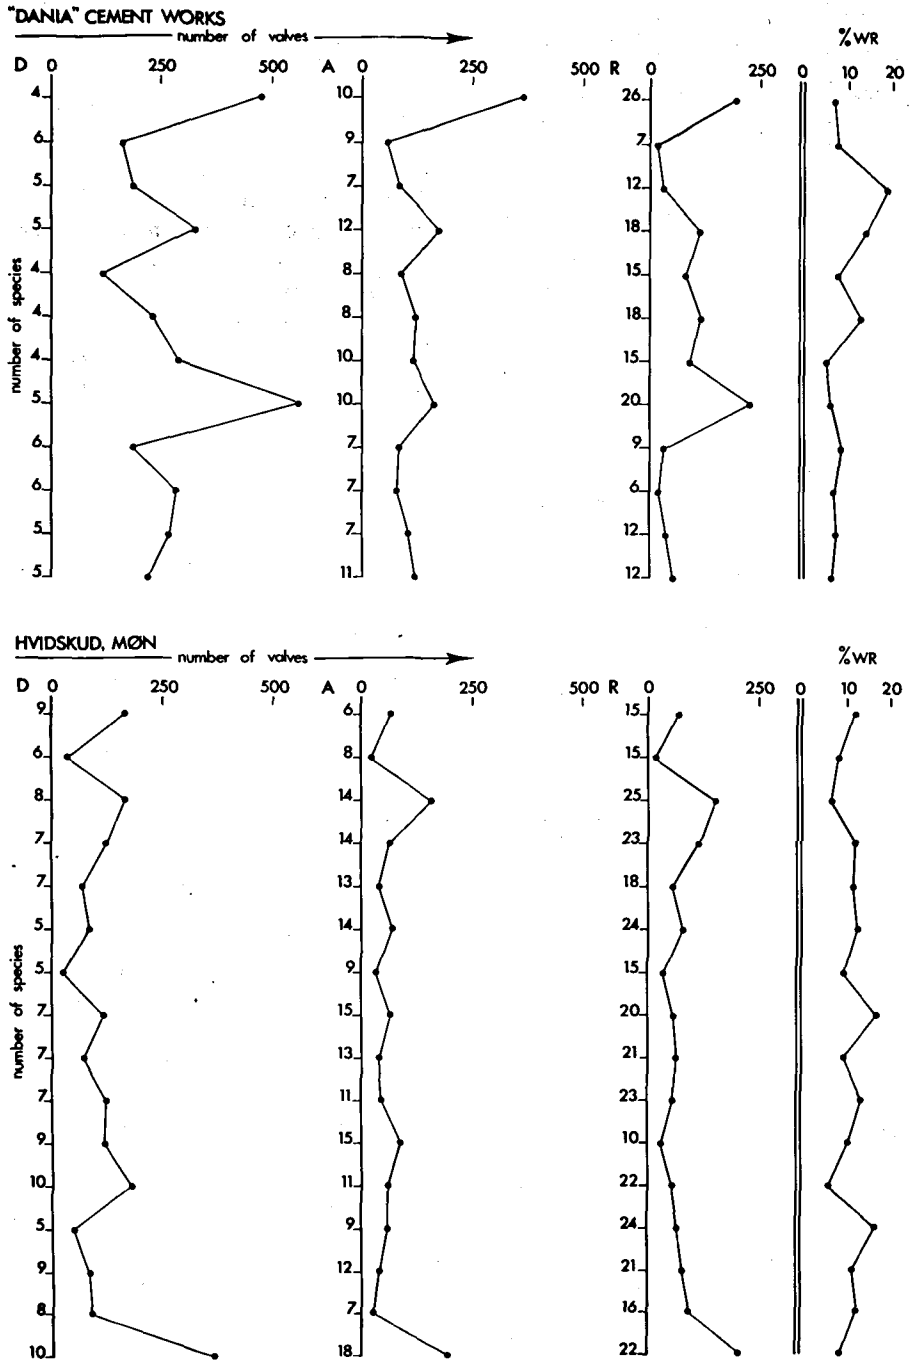 "DANIA" CEMENT WORKS
number of valves
% WR
D 0 250 500 A 0 250 500 R 0 250 0 10 20
number of species
4 10 26
6 9 7
5 7 12
5 12 18
4 8 15
4 8 18
4 10 15
5 10 20
6 7 9
6 7 6
5 7 12
5 11 12
HVIDSKUD, MØN
number of valves
% WR
D 0 250 500 A 0 250 500 R 0 250 0 10 20
number of species
9 6 15
6 8 15
8 14 25
7 14 23
7 13 18
5 14 24
5 9 15
7 15 20
7 13 21
7 11 23
9 15 10
10 11 22
5 9 24
9 12 21
8 7 16
10 18 22